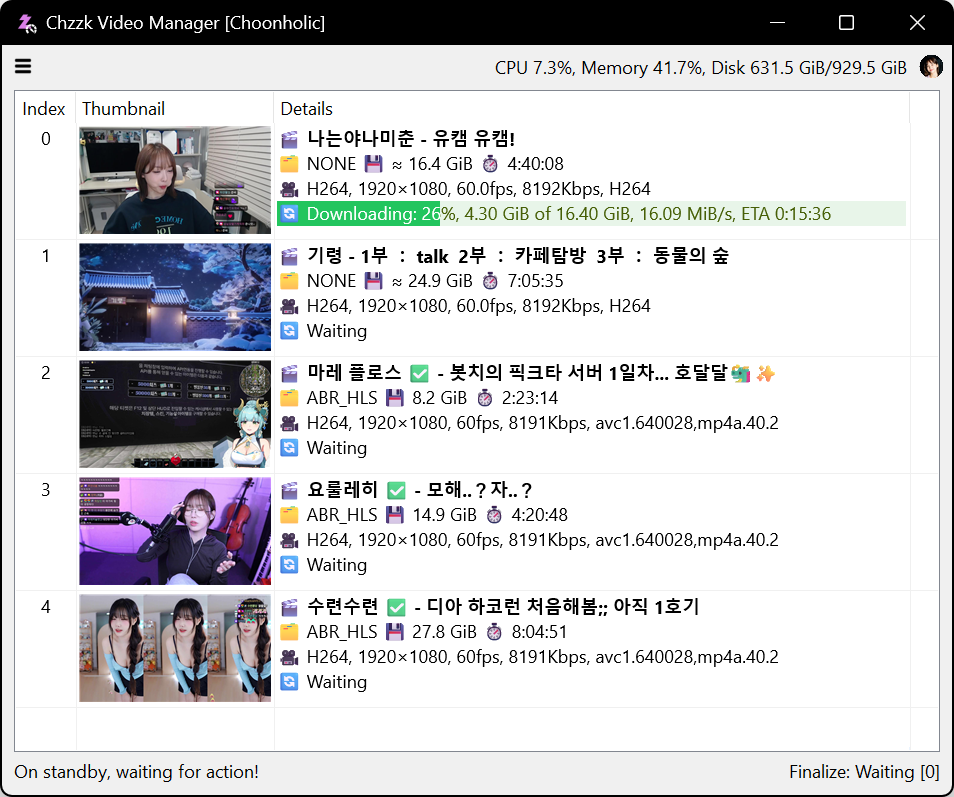 Chzzk Video Manager [Choonholic]
CPU 7.3%, Memory 41.7%, Disk 631.5 GiB/929.5 GiB
Index Thumbnail Details
0
나는야나미춘 - 유캠 유캠!
NONE ≈ 16.4 GiB 4:40:08
H264, 1920×1080, 60.0fps, 8192Kbps, H264
Downloading: 26%, 4.30 GiB of 16.40 GiB, 16.09 MiB/s, ETA 0:15:36
1
기령 - 1부 : talk 2부 : 카페탐방 3부 : 동물의 숲
NONE ≈ 24.9 GiB 7:05:35
H264, 1920×1080, 60.0fps, 8192Kbps, H264
Waiting
2
마레 플로스 ✅ - 봇치의 픽크타 서버 1일차... 호달달
ABR_HLS 8.2 GiB 2:23:14
H264, 1920×1080, 60fps, 8191Kbps, avc1.640028,mp4a.40.2
Waiting
3
요룰레히 ✅ - 모해..? 자..?
ABR_HLS 14.9 GiB 4:20:48
H264, 1920×1080, 60fps, 8191Kbps, avc1.640028,mp4a.40.2
Waiting
4
수련수련 ✅ - 디아 하코런 처음해봄;; 아직 1호기
ABR_HLS 27.8 GiB 8:04:51
H264, 1920×1080, 60fps, 8191Kbps, avc1.640028,mp4a.40.2
Waiting
On standby, waiting for action!
Finalize: Waiting [0]